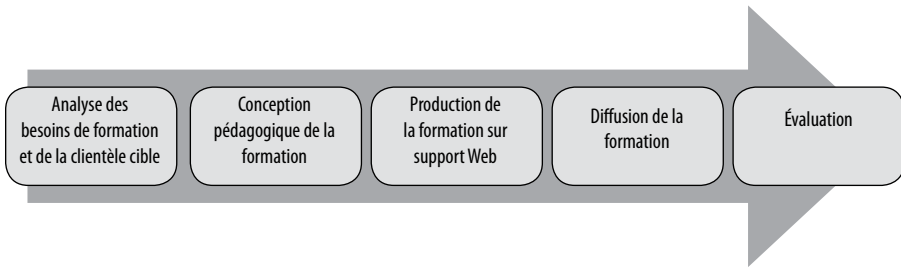 Analyse des
besoins de formation
et de la clientèle cible
Conception
pédagogique de la
formation
Production de
la formation sur
support Web
Diffusion de la
formation
Évaluation